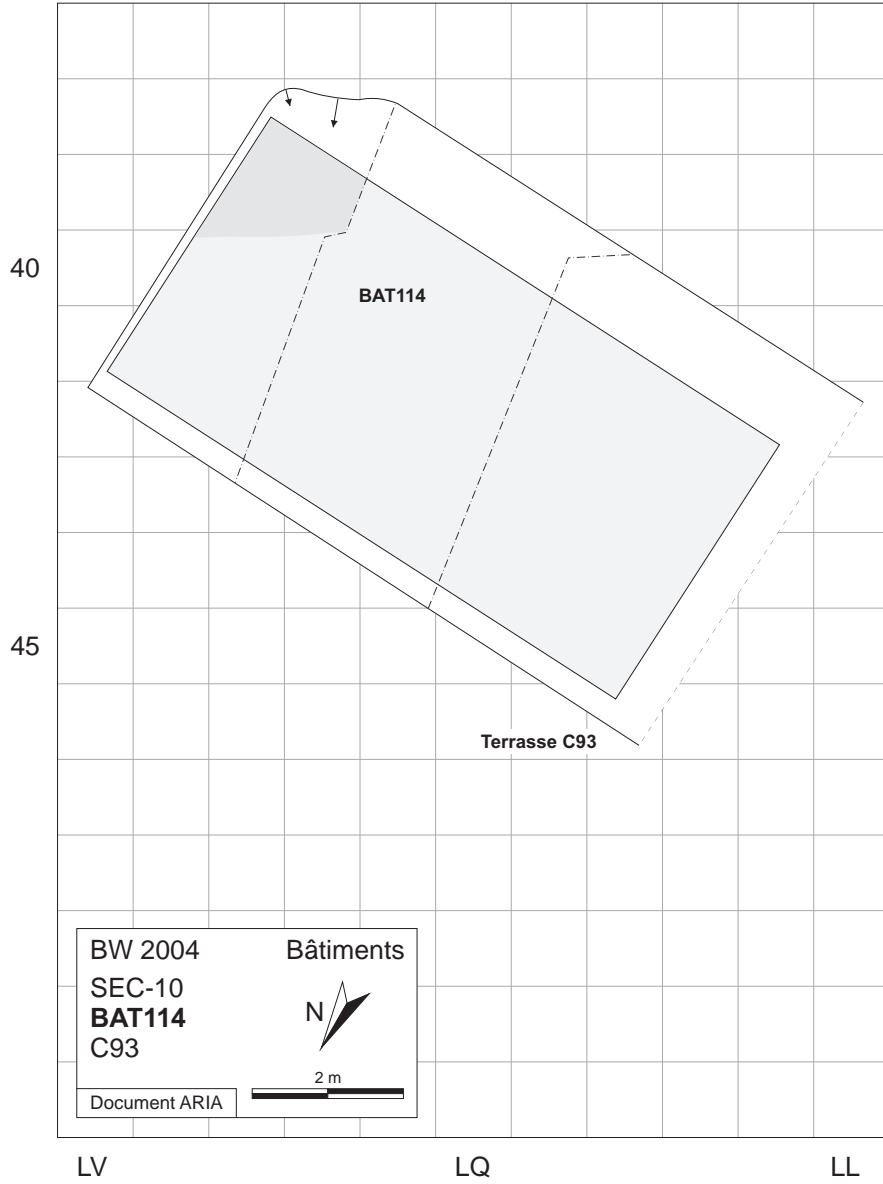 40
BAT114
45
Terrasse C93
BW 2004 Bâtiments
SEC-10
BAT114
C93
N
2 m
Document ARIA
LV LQ LL